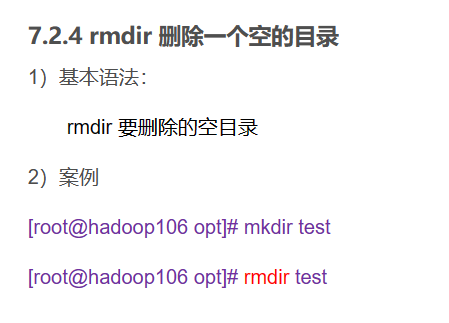 7.2.4 rmdir 删除一个空的目录
1）基本语法：
rmdir 要删除的空目录
2）案例
[root@hadoop106 opt]# mkdir test
[root@hadoop106 opt]# rmdir test